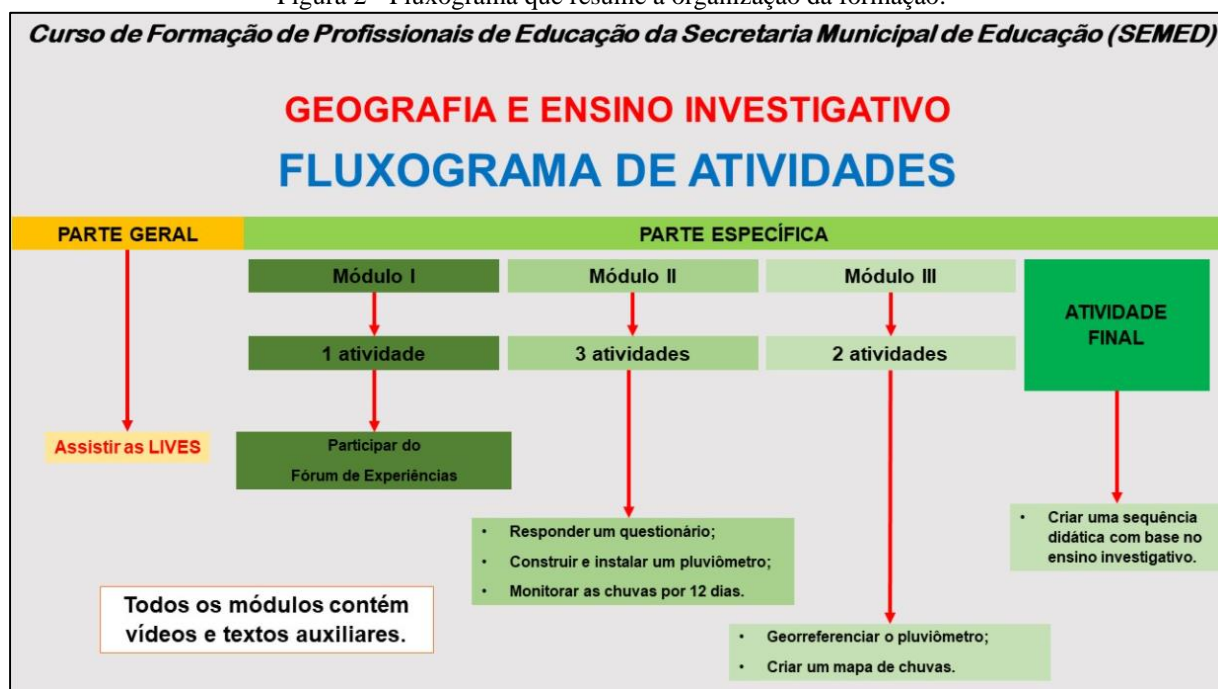 Figura 2 - Fluxograma que resume a organização da formação.
Curso de Formação de Profissionais de Educação da Secretaria Municipal de Educação (SEMED)
GEOGRAFIA E ENSINO INVESTIGATIVO
FLUXOGRAMA DE ATIVIDADES
PARTE GERAL
PARTE ESPECÍFICA
Módulo I
Módulo II
Módulo III
ATIVIDADE
FINAL
1 atividade
3 atividades
2 atividades
Assistir as LIVES
Participar do
Fórum de Experiências
• Responder um questionário;
• Construir e instalar um pluviômetro;
• Monitorar as chuvas por 12 dias.
• Criar uma sequência
didática com base no
ensino investigativo.
Todos os módulos contém
vídeos e textos auxiliares.
• Georreferenciar o pluviômetro;
• Criar um mapa de chuvas.